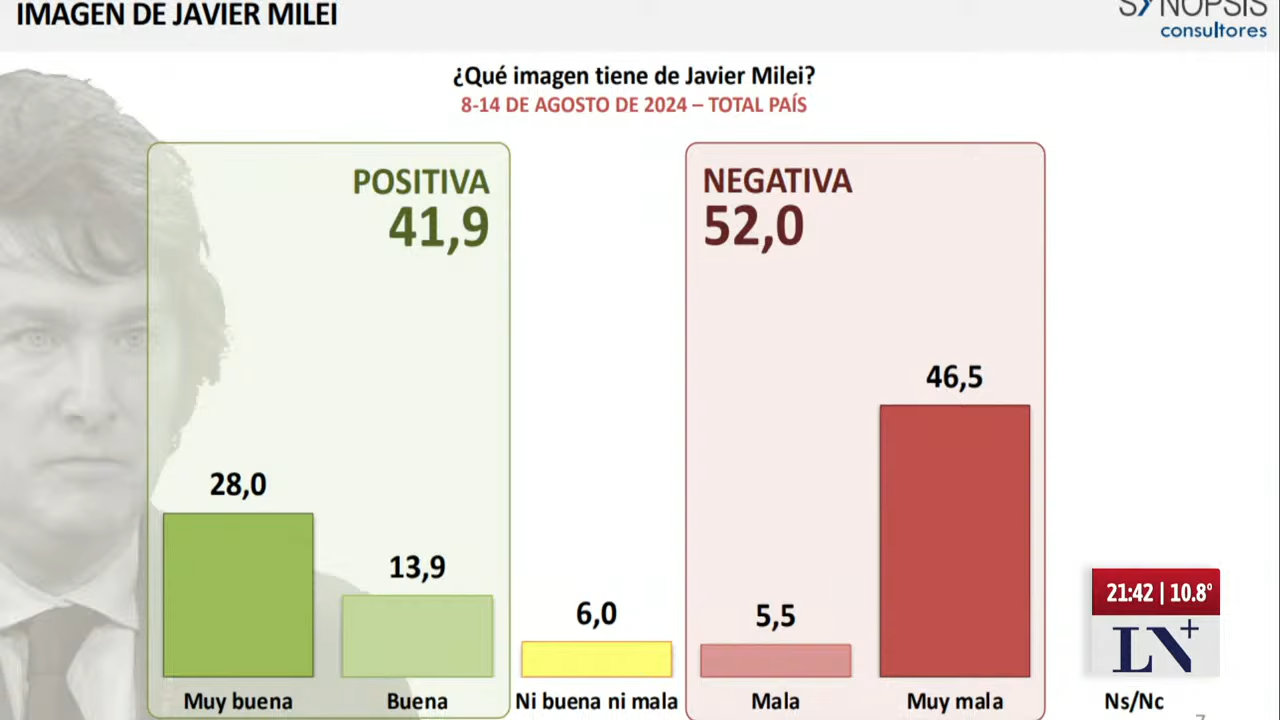 IMAGEN DE JAVIER MILEI
SYNOPSIS
consultores
¿Qué imagen tiene de Javier Milei?
8-14 DE AGOSTO DE 2024 – TOTAL PAÍS
POSITIVA
41,9
NEGATIVA
52,0
28,0
13,9
6,0
5,5
46,5
21:42 | 10.8°
LN+
Muy buena
Buena
Ni buena ni mala
Mala
Muy mala
Ns/Nc